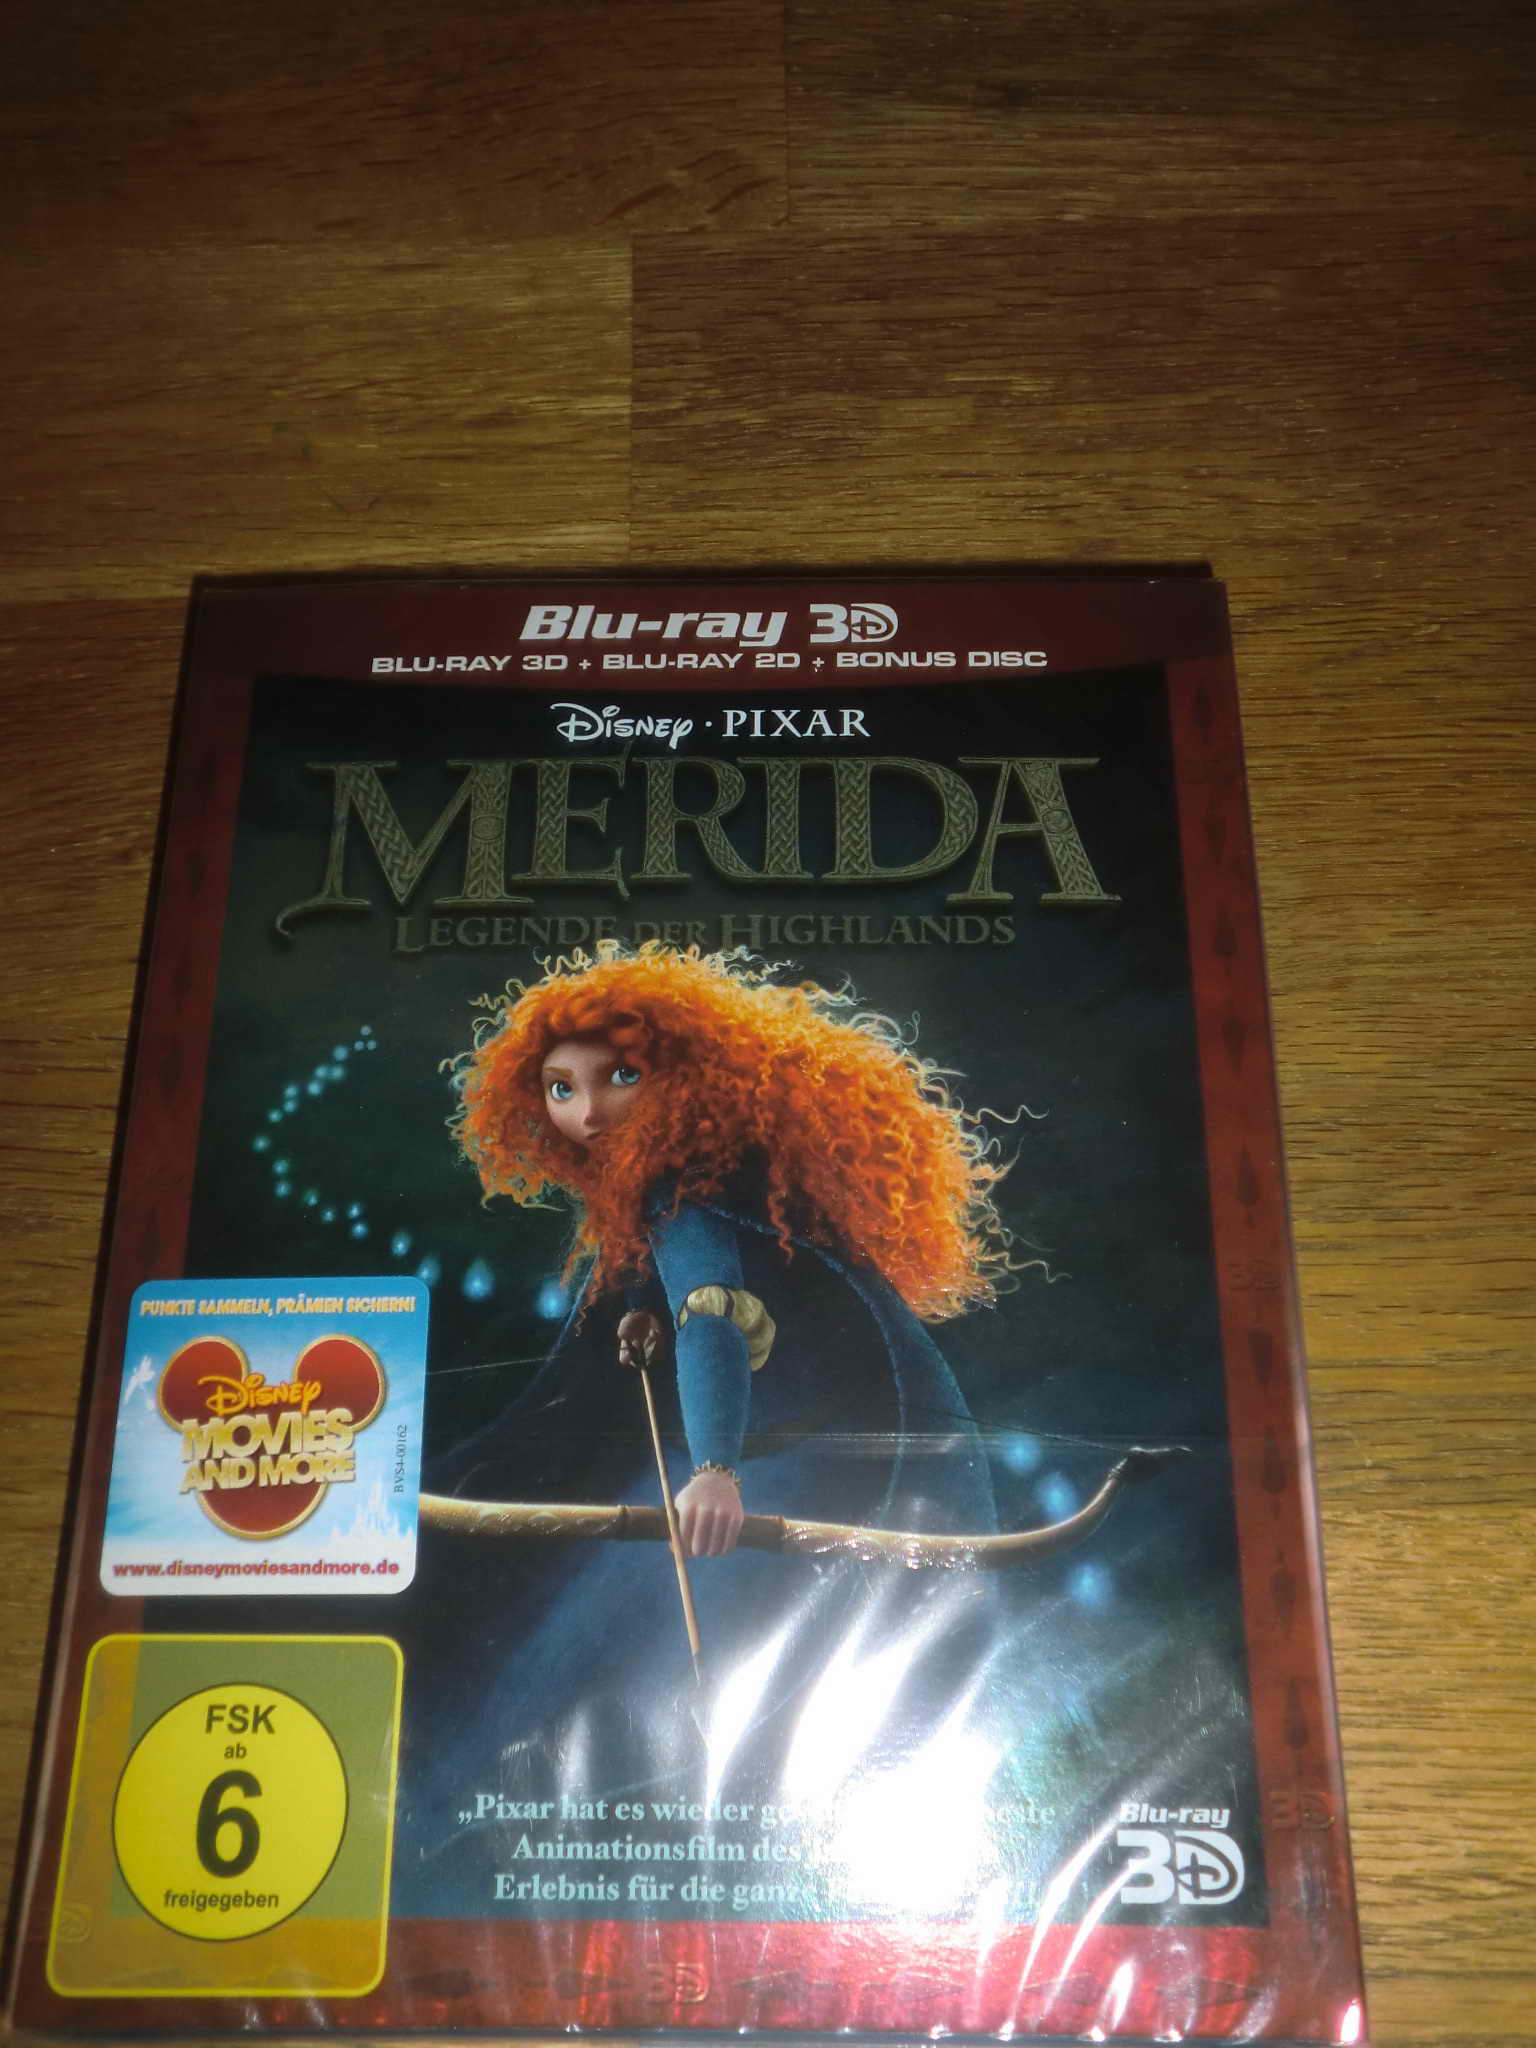 Blu-ray 3D
BLU-RAY 3D + BLU-RAY 2D + BONUS DISC
Disney · PIXAR
MERIDA
LEGENDE DER HIGHLANDS
PUNKTE SAMMELN, PRÄMIEN SICHERN!
Disney
MOVIES
AND MORE
BVS4-00162
www.disneymoviesandmore.de
FSK
ab
6
freigegeben
„Pixar hat es wieder
Animationsfilm des
Erlebnis für die
Blu-ray
3D